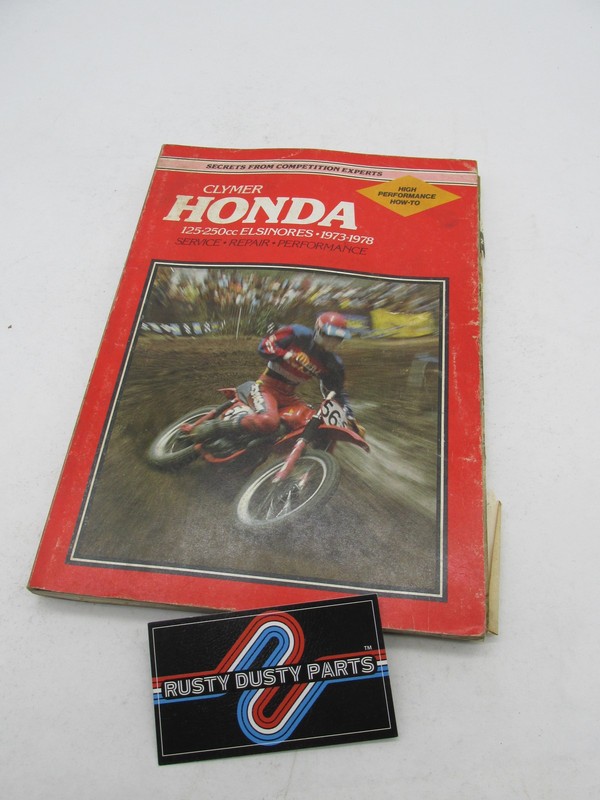 SECRETS FROM COMPETITION EXPERTS
CLYMER
HONDA
125-250cc ELSINORES • 1973-1978
SERVICE • REPAIR • PERFORMANCE
HIGH
PERFORMANCE
HOW-TO
56
RUSTY DUSTY PARTS
TM